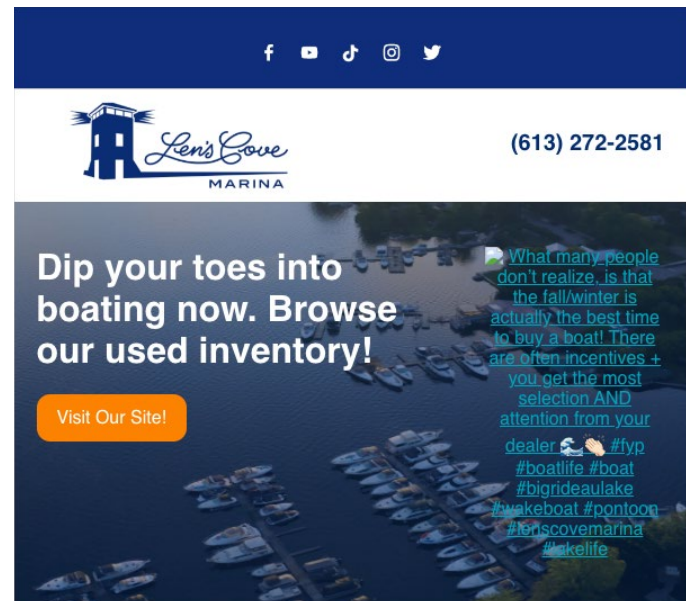 Len's Cove
MARINA
(613) 272-2581
Dip your toes into
boating now. Browse
our used inventory!
Visit Our Site!
What many people
don't realize, is that
the fall/winter is
actually the best time
to buy a boat! There
are often incentives +
you get the most
selection AND
attention from your
dealer 🌊👏🏻 #fyp
#boatlife #boat
#bigrideaulake
#wakeboat #pontoon
#lenscovemarina
#lakelife